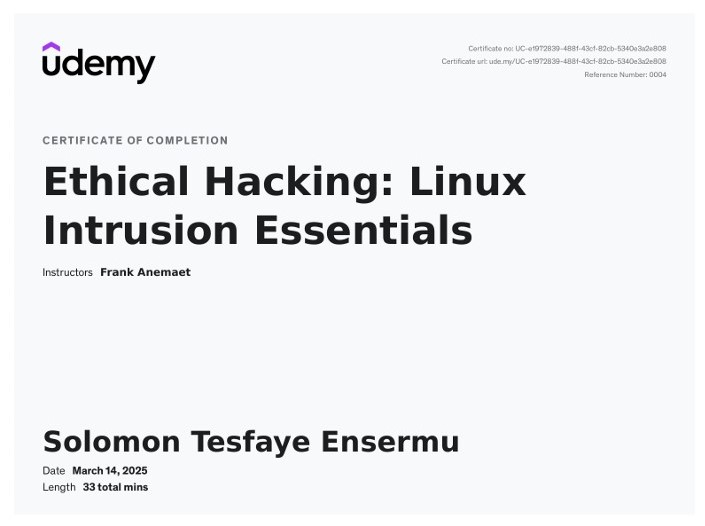 udemy
Certificate no: UC-e1972839-488f-43cf-82cb-5340e3a2e808
Certificate url: ude.my/UC-e1972839-488f-43cf-82cb-5340e3a2e808
Reference Number: 0004
CERTIFICATE OF COMPLETION
Ethical Hacking: Linux
Intrusion Essentials
Instructors Frank Anemaet
Solomon Tesfaye Ensermu
Date March 14, 2025
Length 33 total mins